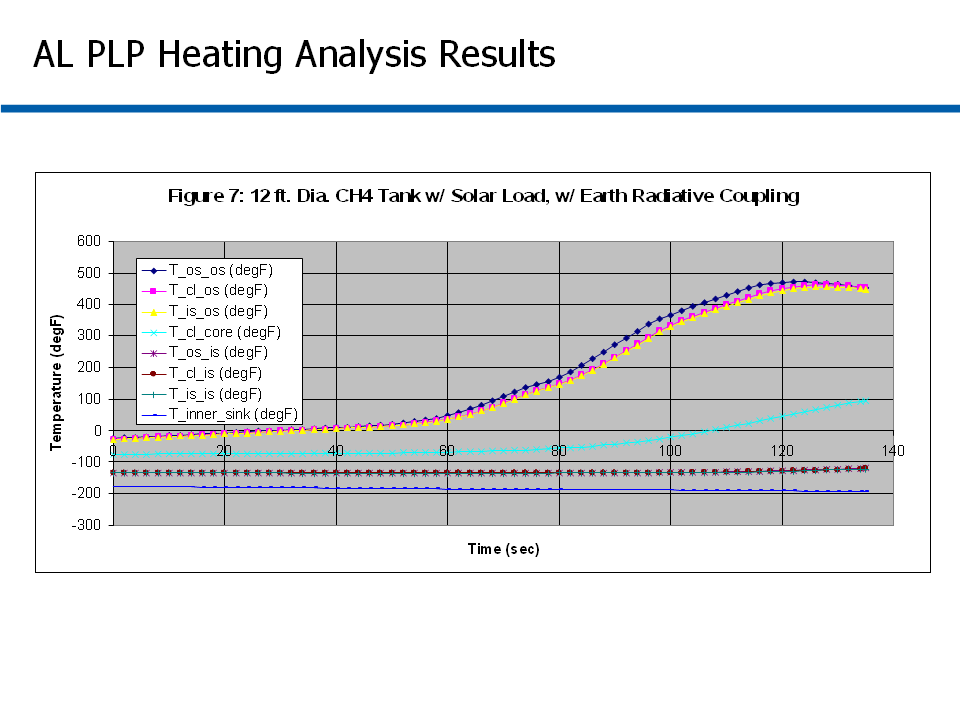 AL PLP Heating Analysis Results
Figure 7: 12 ft. Dia. CH4 Tank w/ Solar Load, w/ Earth Radiative Coupling
600
500
400
300
200
100
0
-100
-200
-300
Temperature (degF)
T_os_os (degF)
T_cl_os (degF)
T_is_os (degF)
T_cl_core (degF)
T_os_is (degF)
T_cl_is (degF)
T_is_is (degF)
T_inner_sink (degF)
0 20 40 60 80 100 120 140
Time (sec)